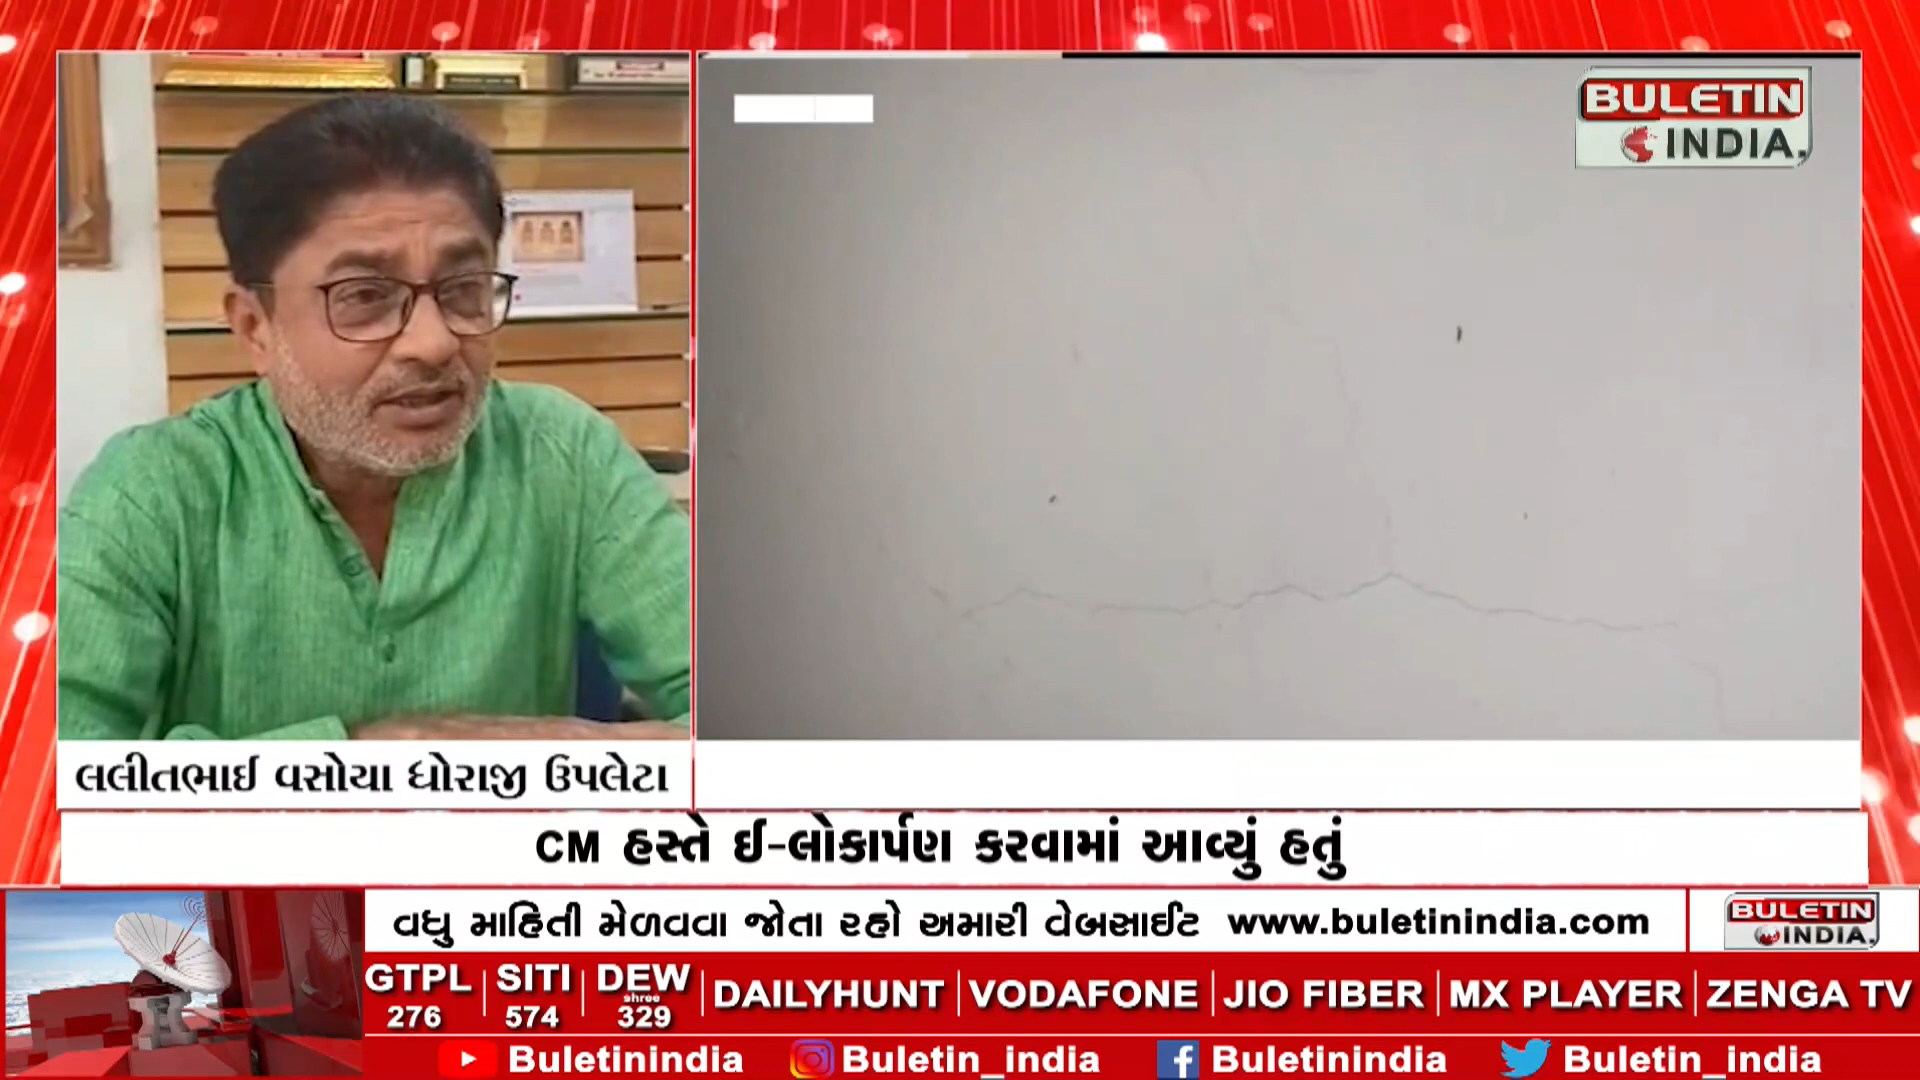 BULETIN
INDIA.
લલીતભાઈ વસોયા ધોરાજી ઉપલેટા
CM હસ્તે ઈ-લોકાર્પણ કરવામાં આવ્યું હતું
વધુ માહિતી મેળવવા જોતા રહો અમારી વેબસાઈટ www.buletinindia.com
BULETIN
INDIA.
GTPL 276 SITI 574 DEW shree 329 DAILYHUNT VODAFONE JIO FIBER MX PLAYER ZENGA TV
Buletinindia Buletin_india Buletinindia Buletin_india